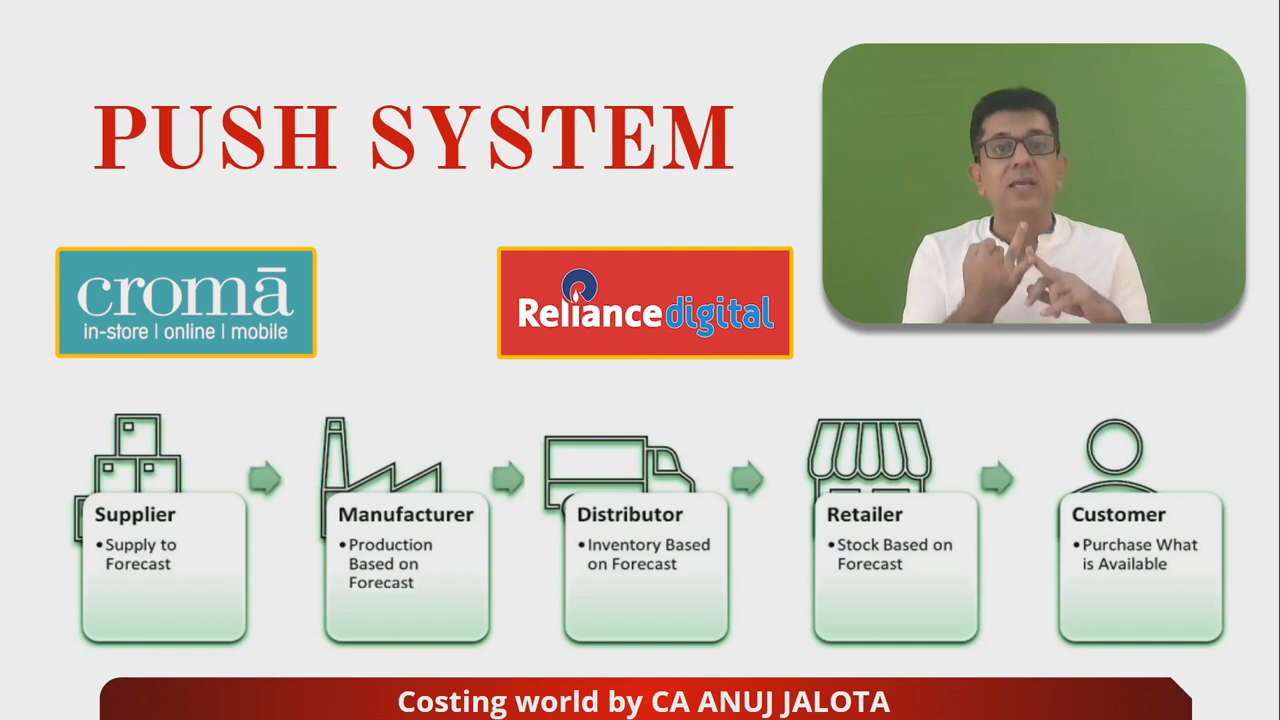 PUSH SYSTEM
cromā
in-store | online | mobile
Reliance digital
Supplier
•Supply to
Forecast
Manufacturer
•Production
Based on
Forecast
Distributor
•Inventory Based
on Forecast
Retailer
•Stock Based on
Forecast
Customer
•Purchase What
is Available
Costing world by CA ANUJ JALOTA